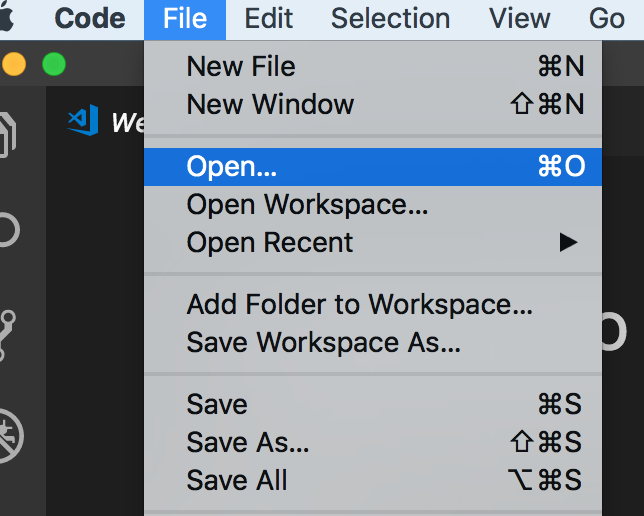 Code File Edit Selection View Go
New File ⌘N
New Window ⇧⌘N
We
Open... ⌘O
Open Workspace...
Open Recent ▶
Add Folder to Workspace...
Save Workspace As...
Save ⌘S
Save As... ⇧⌘S
Save All ⌥⌘S